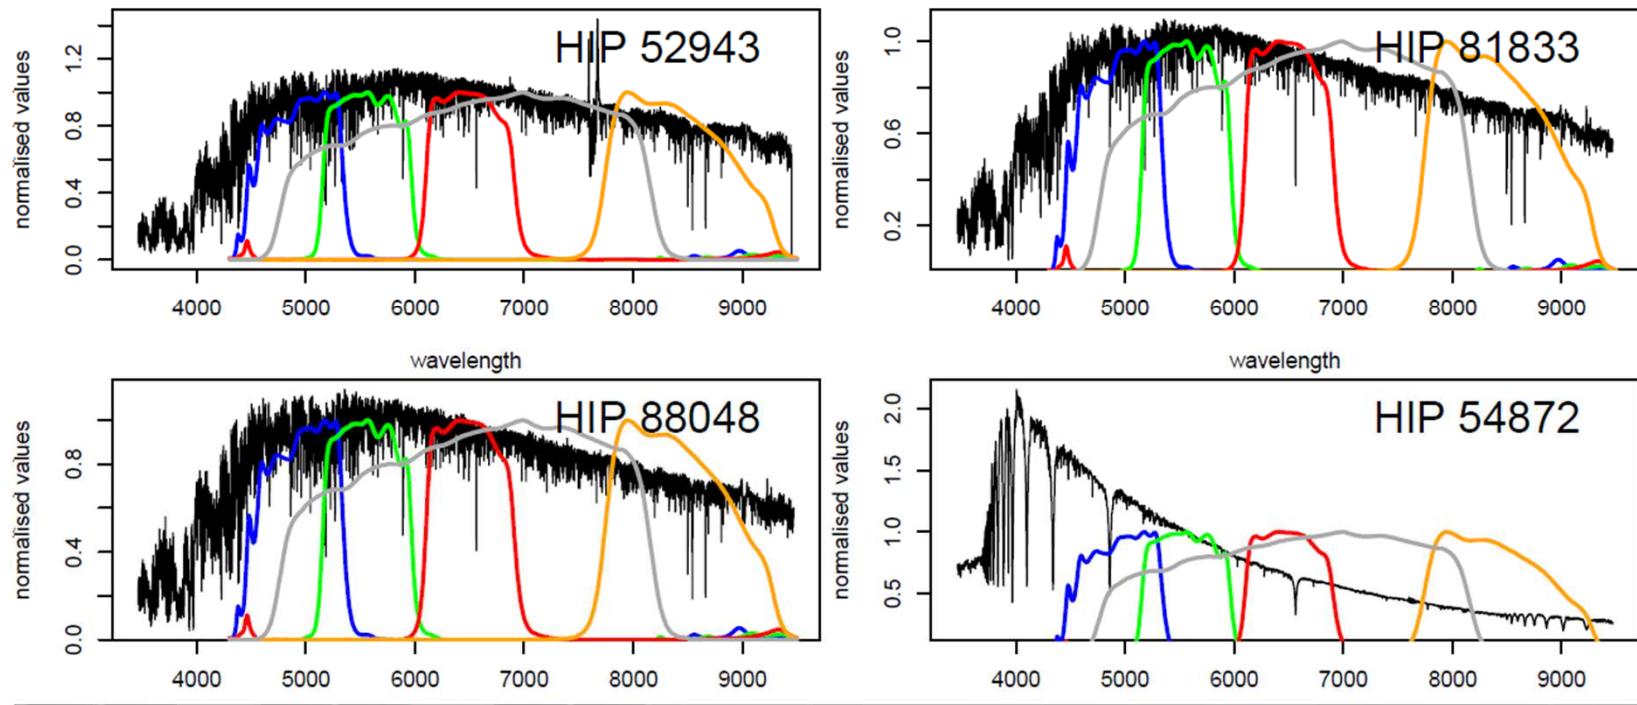 HIP 52943
normalised values
0.0 0.4 0.8 1.2
4000 5000 6000 7000 8000 9000
wavelength
HIP 81833
normalised values
0.2 0.6 1.0
4000 5000 6000 7000 8000 9000
wavelength
HIP 88048
normalised values
0.0 0.4 0.8
4000 5000 6000 7000 8000 9000
HIP 54872
normalised values
0.5 1.0 1.5 2.0
4000 5000 6000 7000 8000 9000